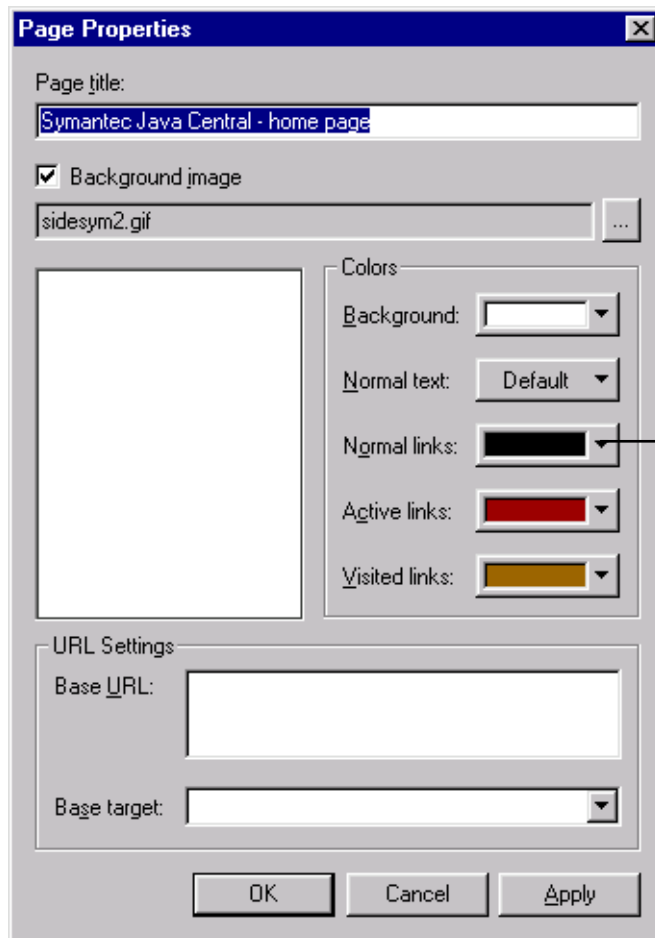 Page Properties
Page title:
Symantec Java Central - home page
Background image
sidesym2.gif
...
Colors
Background:
Normal text: Default
Normal links:
Active links:
Visited links:
URL Settings
Base URL:
Base target:
OK Cancel Apply